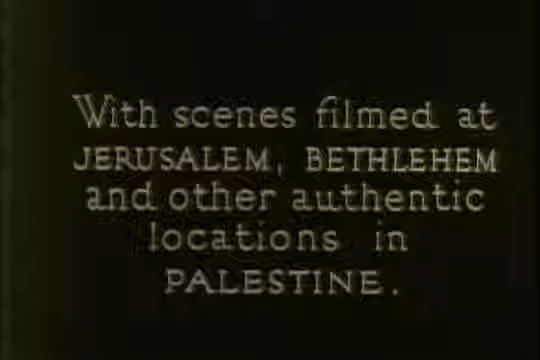 With scenes filmed at
JERUSALEM, BETHLEHEM
and other authentic
locations in
PALESTINE.